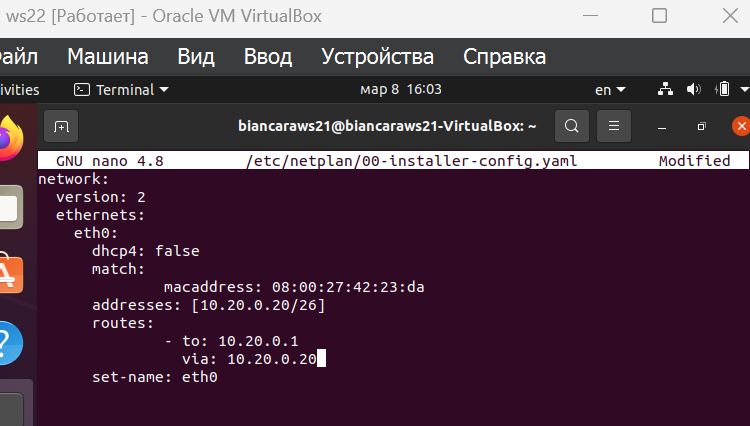 ws22 [Работает] - Oracle VM VirtualBox
айл Машина Вид Ввод Устройства Справка
ivities Terminal мар 8 16:03 en
biancaraws21@biancaraws21-VirtualBox: ~
GNU nano 4.8 /etc/netplan/00-installer-config.yaml Modified
network:
version: 2
ethernets:
eth0:
dhcp4: false
match:
macaddress: 08:00:27:42:23:da
addresses: [10.20.0.20/26]
routes:
- to: 10.20.0.1
via: 10.20.0.20
set-name: eth0